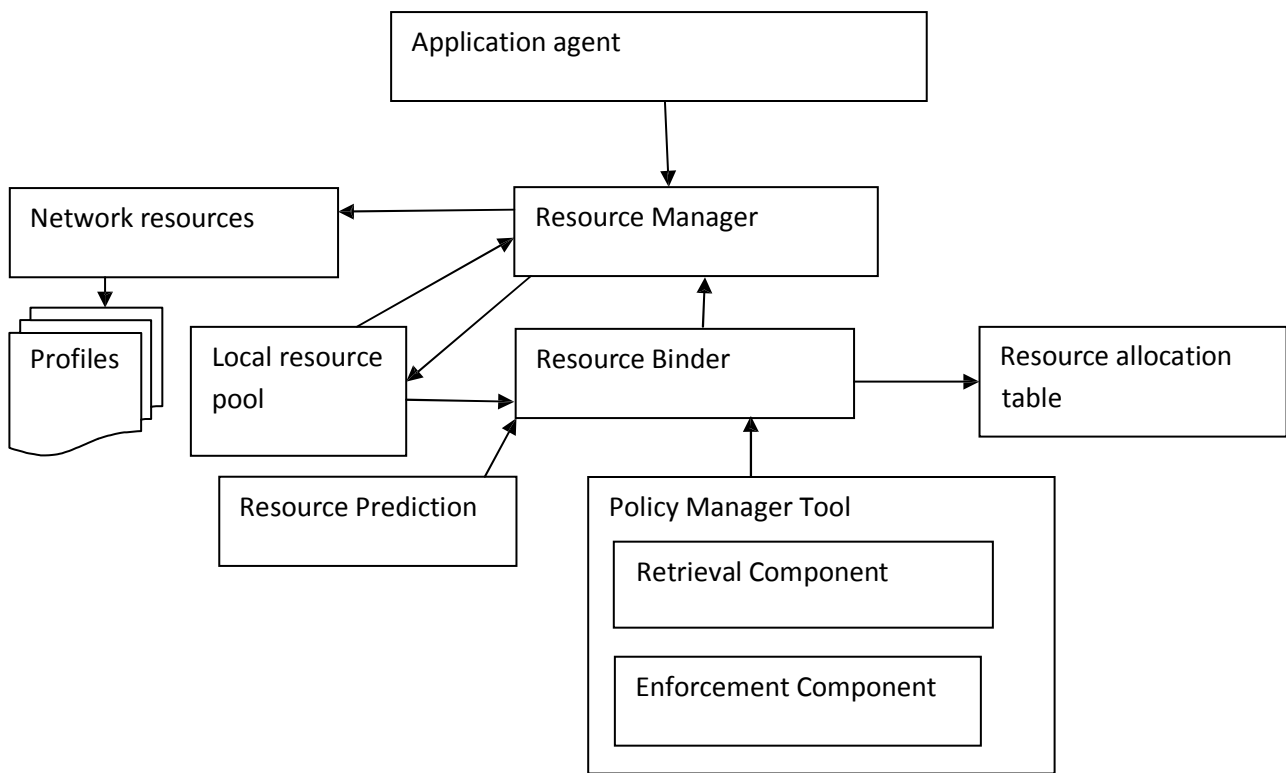 Application agent
Network resources
Resource Manager
Profiles
Local resource
pool
Resource Binder
Resource allocation
table
Resource Prediction
Policy Manager Tool
Retrieval Component
Enforcement Component